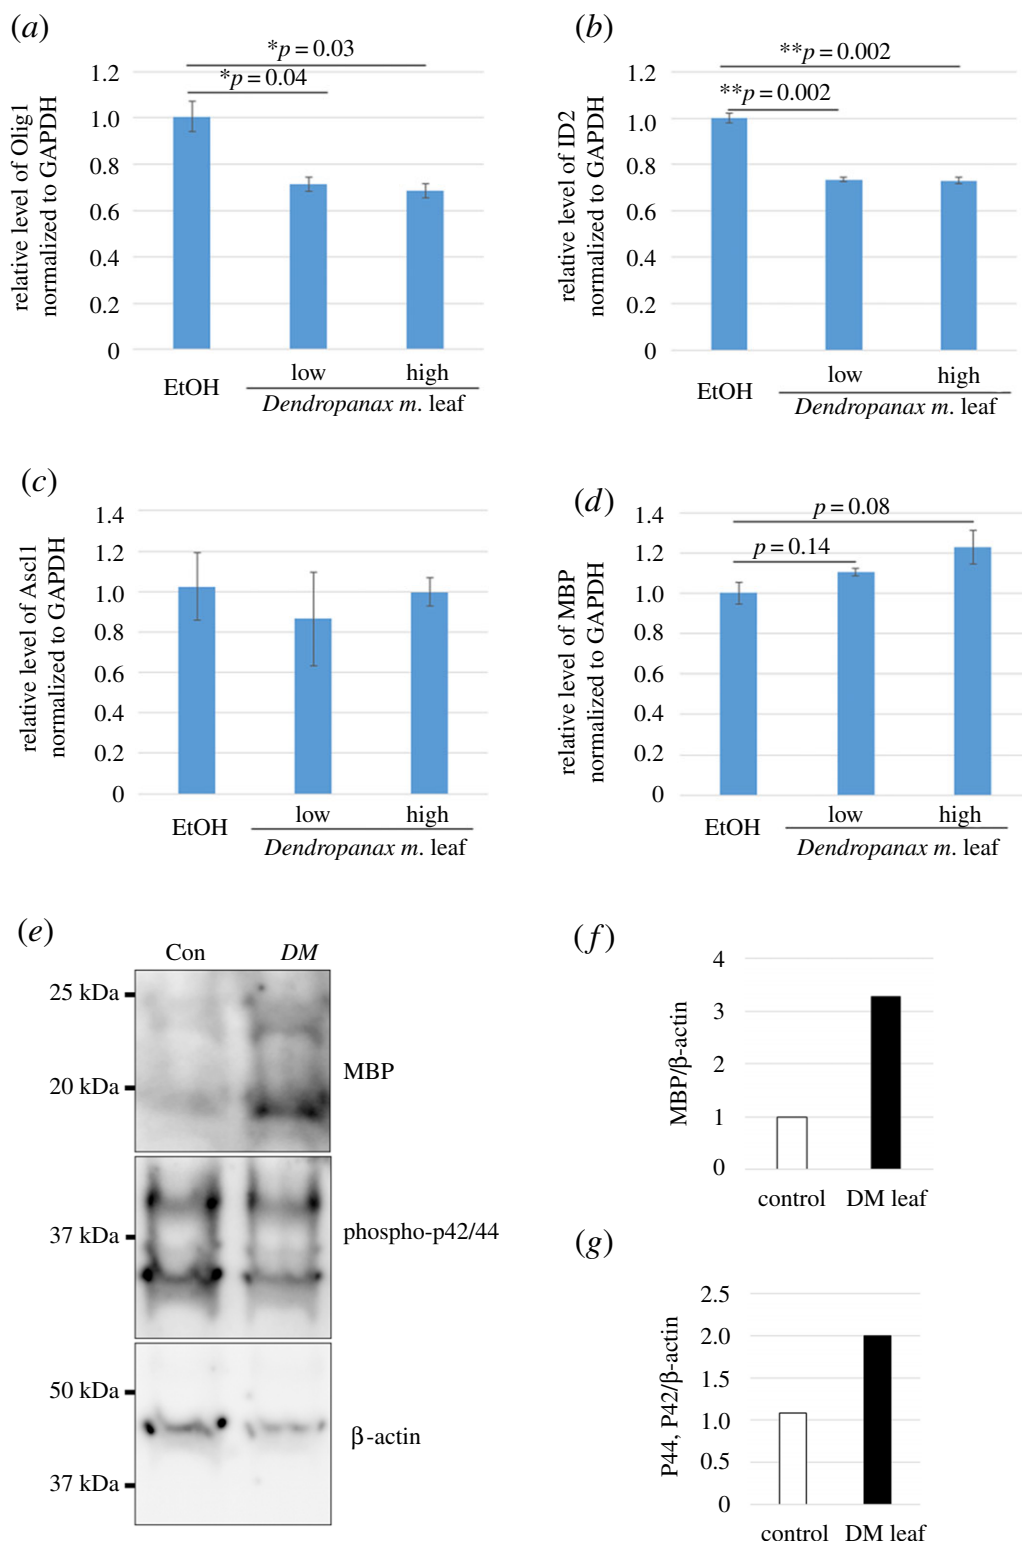 (a)
*p = 0.03
*p = 0.04
relative level of Olig1
normalized to GAPDH
1.2
1.0
0.8
0.6
0.4
0.2
0
EtOH
low
high
Dendropanax m. leaf
(b)
**p = 0.002
**p = 0.002
relative level of ID2
normalized to GAPDH
1.2
1.0
0.8
0.6
0.4
0.2
0
EtOH
low
high
Dendropanax m. leaf
(c)
relative level of Ascl1
normalized to GAPDH
1.4
1.2
1.0
0.8
0.6
0.4
0.2
0
EtOH
low
high
Dendropanax m. leaf
(d)
p = 0.08
p = 0.14
relative level of MBP
normalized to GAPDH
1.4
1.2
1.0
0.8
0.6
0.4
0.2
0
EtOH
low
high
Dendropanax m. leaf
(e)
Con
DM
25 kDa
20 kDa
MBP
37 kDa
phospho-p42/44
50 kDa
β-actin
37 kDa
(f)
MBP/β-actin
4
3
2
1
0
control
DM leaf
(g)
P44, P42/β-actin
2.5
2.0
1.5
1.0
0.5
0
control
DM leaf